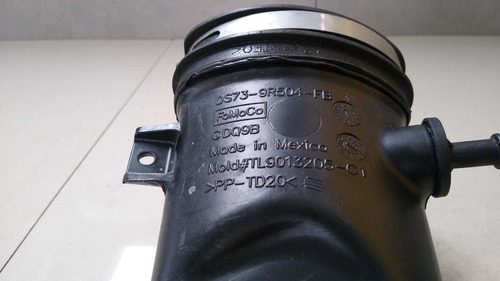 DS73-9R504-FB
FoMoCo
CDQ9B
Made in Mexico
Mold#TL9013205-C1
>PP-TD20<